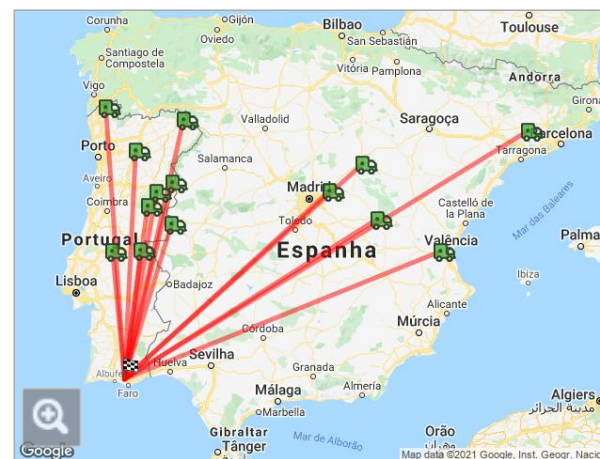 Corunha
Gijón
Oviedo
Bilbao
San Sebastián
Toulouse
Santiago de
Compostela
Vitória
Pamplona
Andorra
Vigo
Valladolid
Saragoça
Porto
Salamanca
Tarragona
Aveiro
Madrid
Coimbra
Toledo
Castelló de
la Plana
Mar das Baleares
Palma
Portugal
Espanha
València
Lisboa
Badajoz
Ibiza
Alicante
Múrcia
Córdoba
Sevilha
Huelva
Faro
Granada
Almería
Málaga
Marbella
Algiers
مدينة الجزائر
Gibraltar
Tânger
Mar de Alborão
Orão
Google
Map data ©2021 Google, Inst. Geogr. Nacio